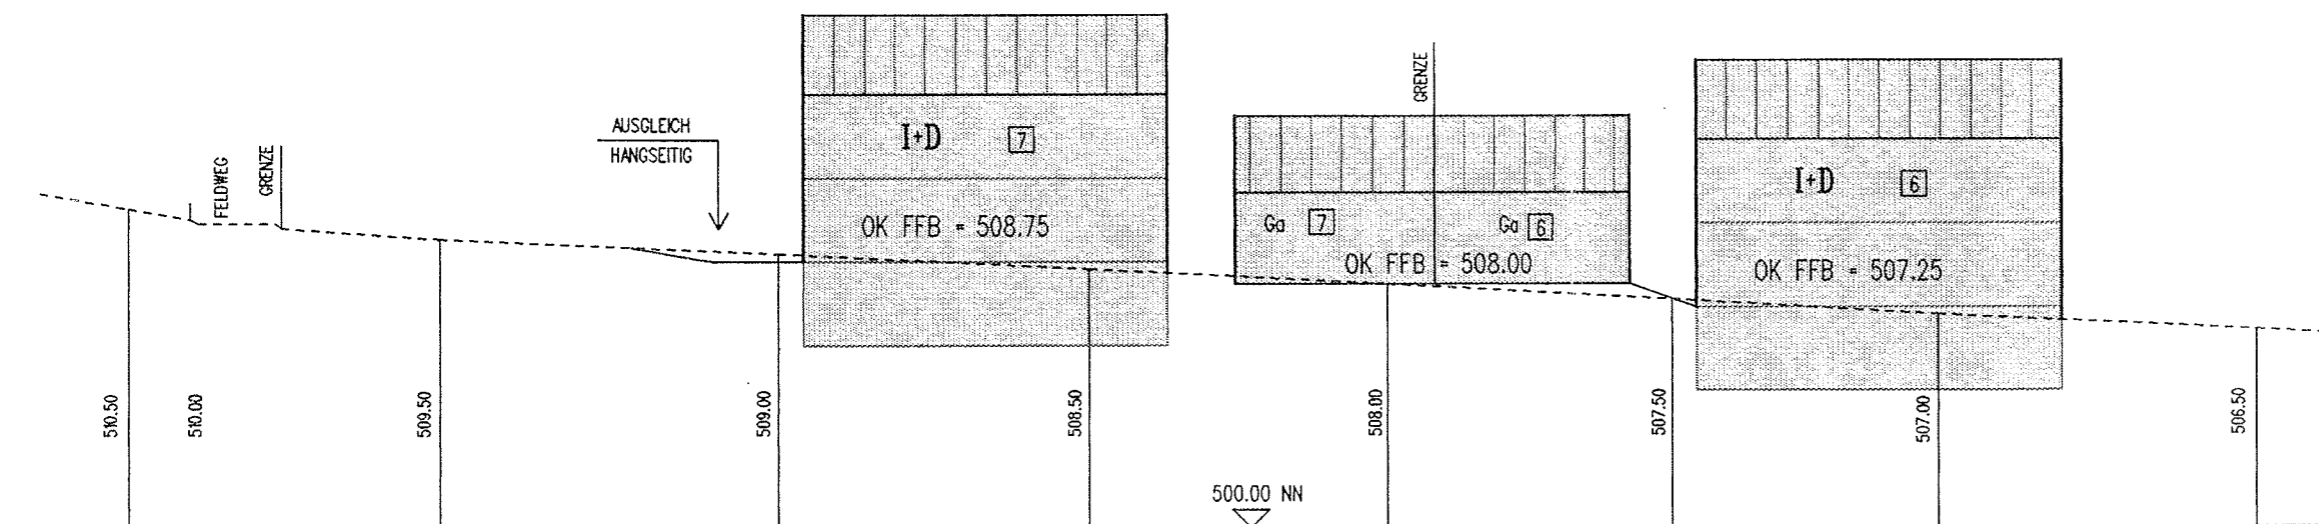 FELDWEG
GRENZE
AUSGLEICH
HANGSEITIG
I+D 7
OK FFB = 508.75
Ga 7
GRENZE
Ga 6
OK FFB = 508.00
I+D 6
OK FFB = 507.25
510.50
510.00
509.50
509.00
508.50
508.00
507.50
507.00
506.50
500.00 NN